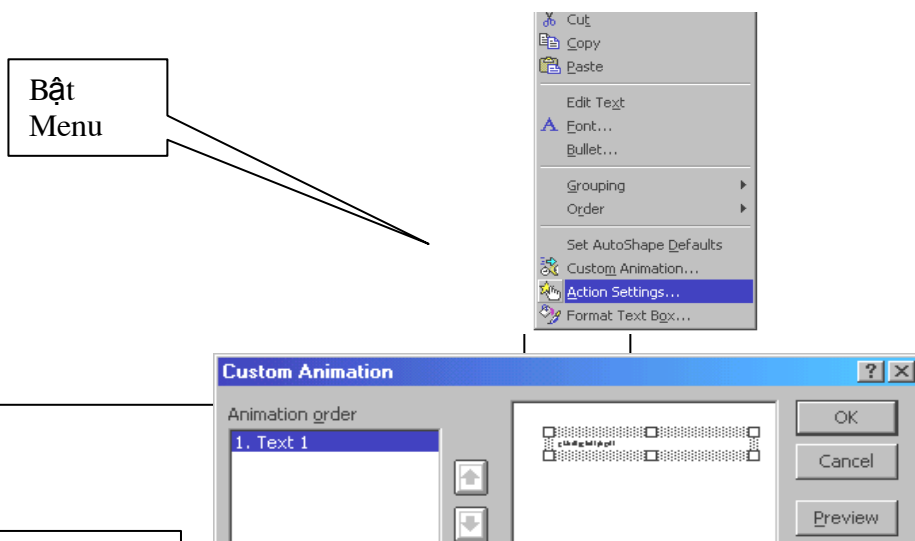 Bật
Menu
Cut
Copy
Paste
Edit Text
Font...
Bullet...
Grouping
Order
Set AutoShape Defaults
Custom Animation...
Action Settings...
Format Text Box...
Custom Animation
Animation order
1. Text 1
OK
Cancel
Preview